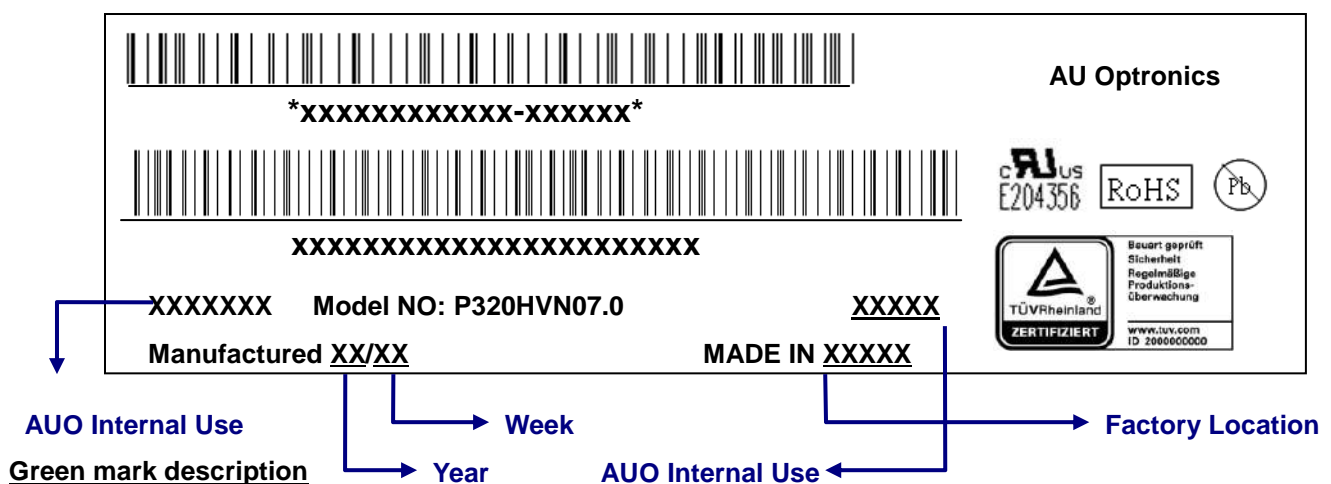 AU Optronics
*xxxxxxxxxxxx-xxxxxx*
c RU us
E204356
RoHS
Pb
xxxxxxxxxxxxxxxxxxxxxxx
Bauart geprüft
Sicherheit
Regelmäßige
Produktions-
überwachung
TÜVRheinland®
ZERTIFIZIERT
www.tuv.com
ID 2000000000
XXXXXXX Model NO: P320HVN07.0 XXXXX
Manufactured XX/XX MADE IN XXXXX
AUO Internal Use
Week
Factory Location
Green mark description
Year
AUO Internal Use